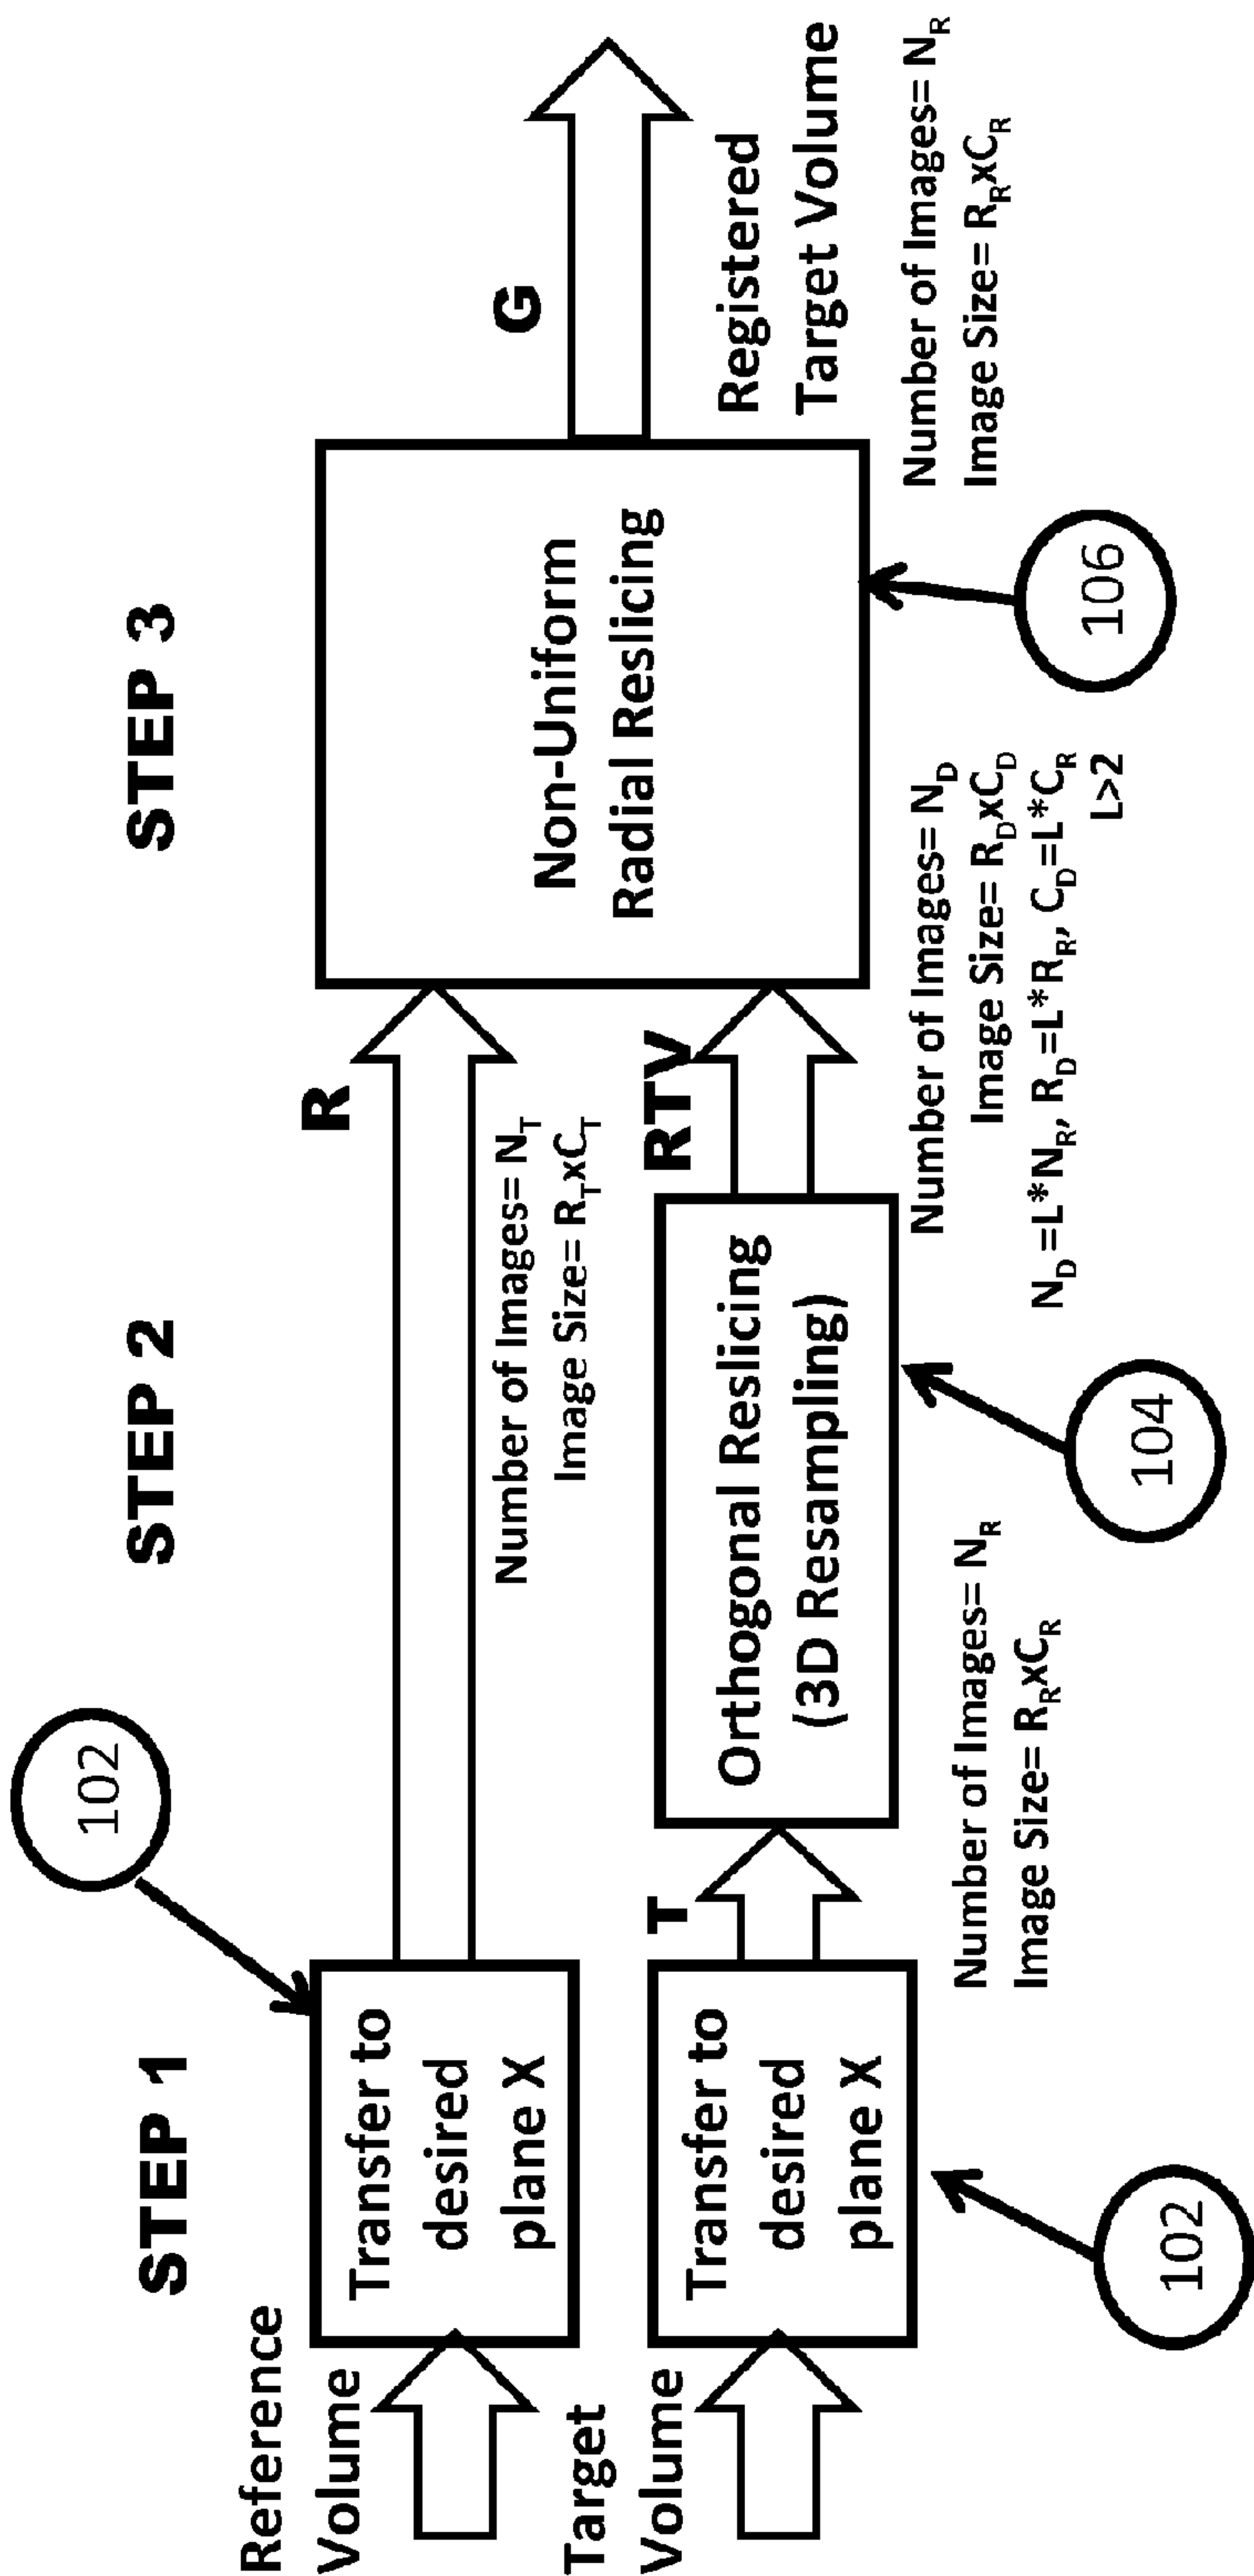 STEP 1
STEP 2
STEP 3
102
Reference
Volume
Transfer to
desired
plane X
R
Number of Images= N_T
Image Size= R_TxC_T
Target
Volume
Transfer to
desired
plane X
102
T
Number of Images= N_R
Image Size= R_RxC_R
Orthogonal Reslicing
(3D Resampling)
104
RTV
Number of Images= N_D
Image Size= R_DxC_D
N_D =L*N_R, R_D=L*R_R, C_D=L*C_R
L>2
Non-Uniform
Radial Reslicing
106
G
Registered
Target Volume
Number of Images= N_R
Image Size= R_RxC_R